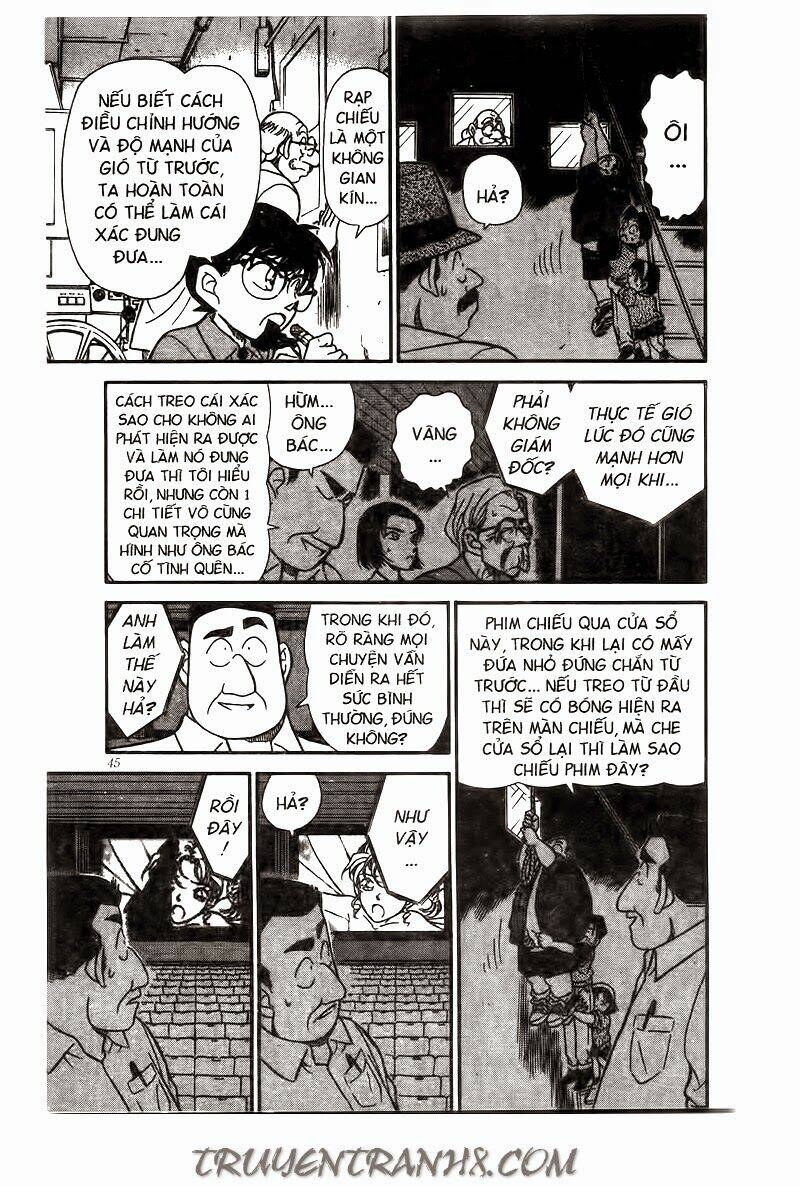 ÔI
...
HẢ?
RẠP
CHIẾU
LÀ MỘT
KHÔNG
GIAN
KÍN...
NẾU BIẾT CÁCH
ĐIỀU CHỈNH HƯỚNG
VÀ ĐỘ MẠNH CỦA
GIÓ TỪ TRƯỚC,
TA HOÀN TOÀN
CÓ THỂ LÀM CÁI
XÁC ĐUNG
ĐƯA...
THỰC TẾ GIÓ
LÚC ĐÓ CŨNG
MẠNH HƠN
MỌI KHI...
PHẢI
KHÔNG
GIÁM
ĐỐC?
VÂNG
...
HỪM...
ÔNG
BÁC...
CÁCH TREO CÁI XÁC
SAO CHO KHÔNG AI
PHÁT HIỆN RA ĐƯỢC
VÀ LÀM NÓ ĐUNG
ĐƯA THÌ TÔI HIỂU
RỒI, NHƯNG CÒN 1
CHI TIẾT VÔ CÙNG
QUAN TRỌNG MÀ
HÌNH NHƯ ÔNG BÁC
CỐ TÌNH QUÊN...
PHIM CHIẾU QUA CỬA SỔ
NÀY, TRONG KHI LẠI CÓ MẤY
ĐỨA NHỎ ĐỨNG CHẮN TỪ
TRƯỚC... NẾU TREO TỪ ĐẦU
THÌ SẼ CÓ BÓNG HIỆN RA
TRÊN MÀN CHIẾU, MÀ CHE
CỬA SỔ LẠI THÌ LÀM SAO
CHIẾU PHIM ĐÂY?
TRONG KHI ĐÓ,
RÕ RÀNG MỌI
CHUYỆN VẪN
DIỄN RA HẾT
SỨC BÌNH
THƯỜNG, ĐÚNG
KHÔNG?
ANH
LÀM
THẾ
NÀY
HẢ?
45
NHƯ
VẬY
...
HẢ?
RỒI
ĐÂY
!
TRUYENTRANH8.COM